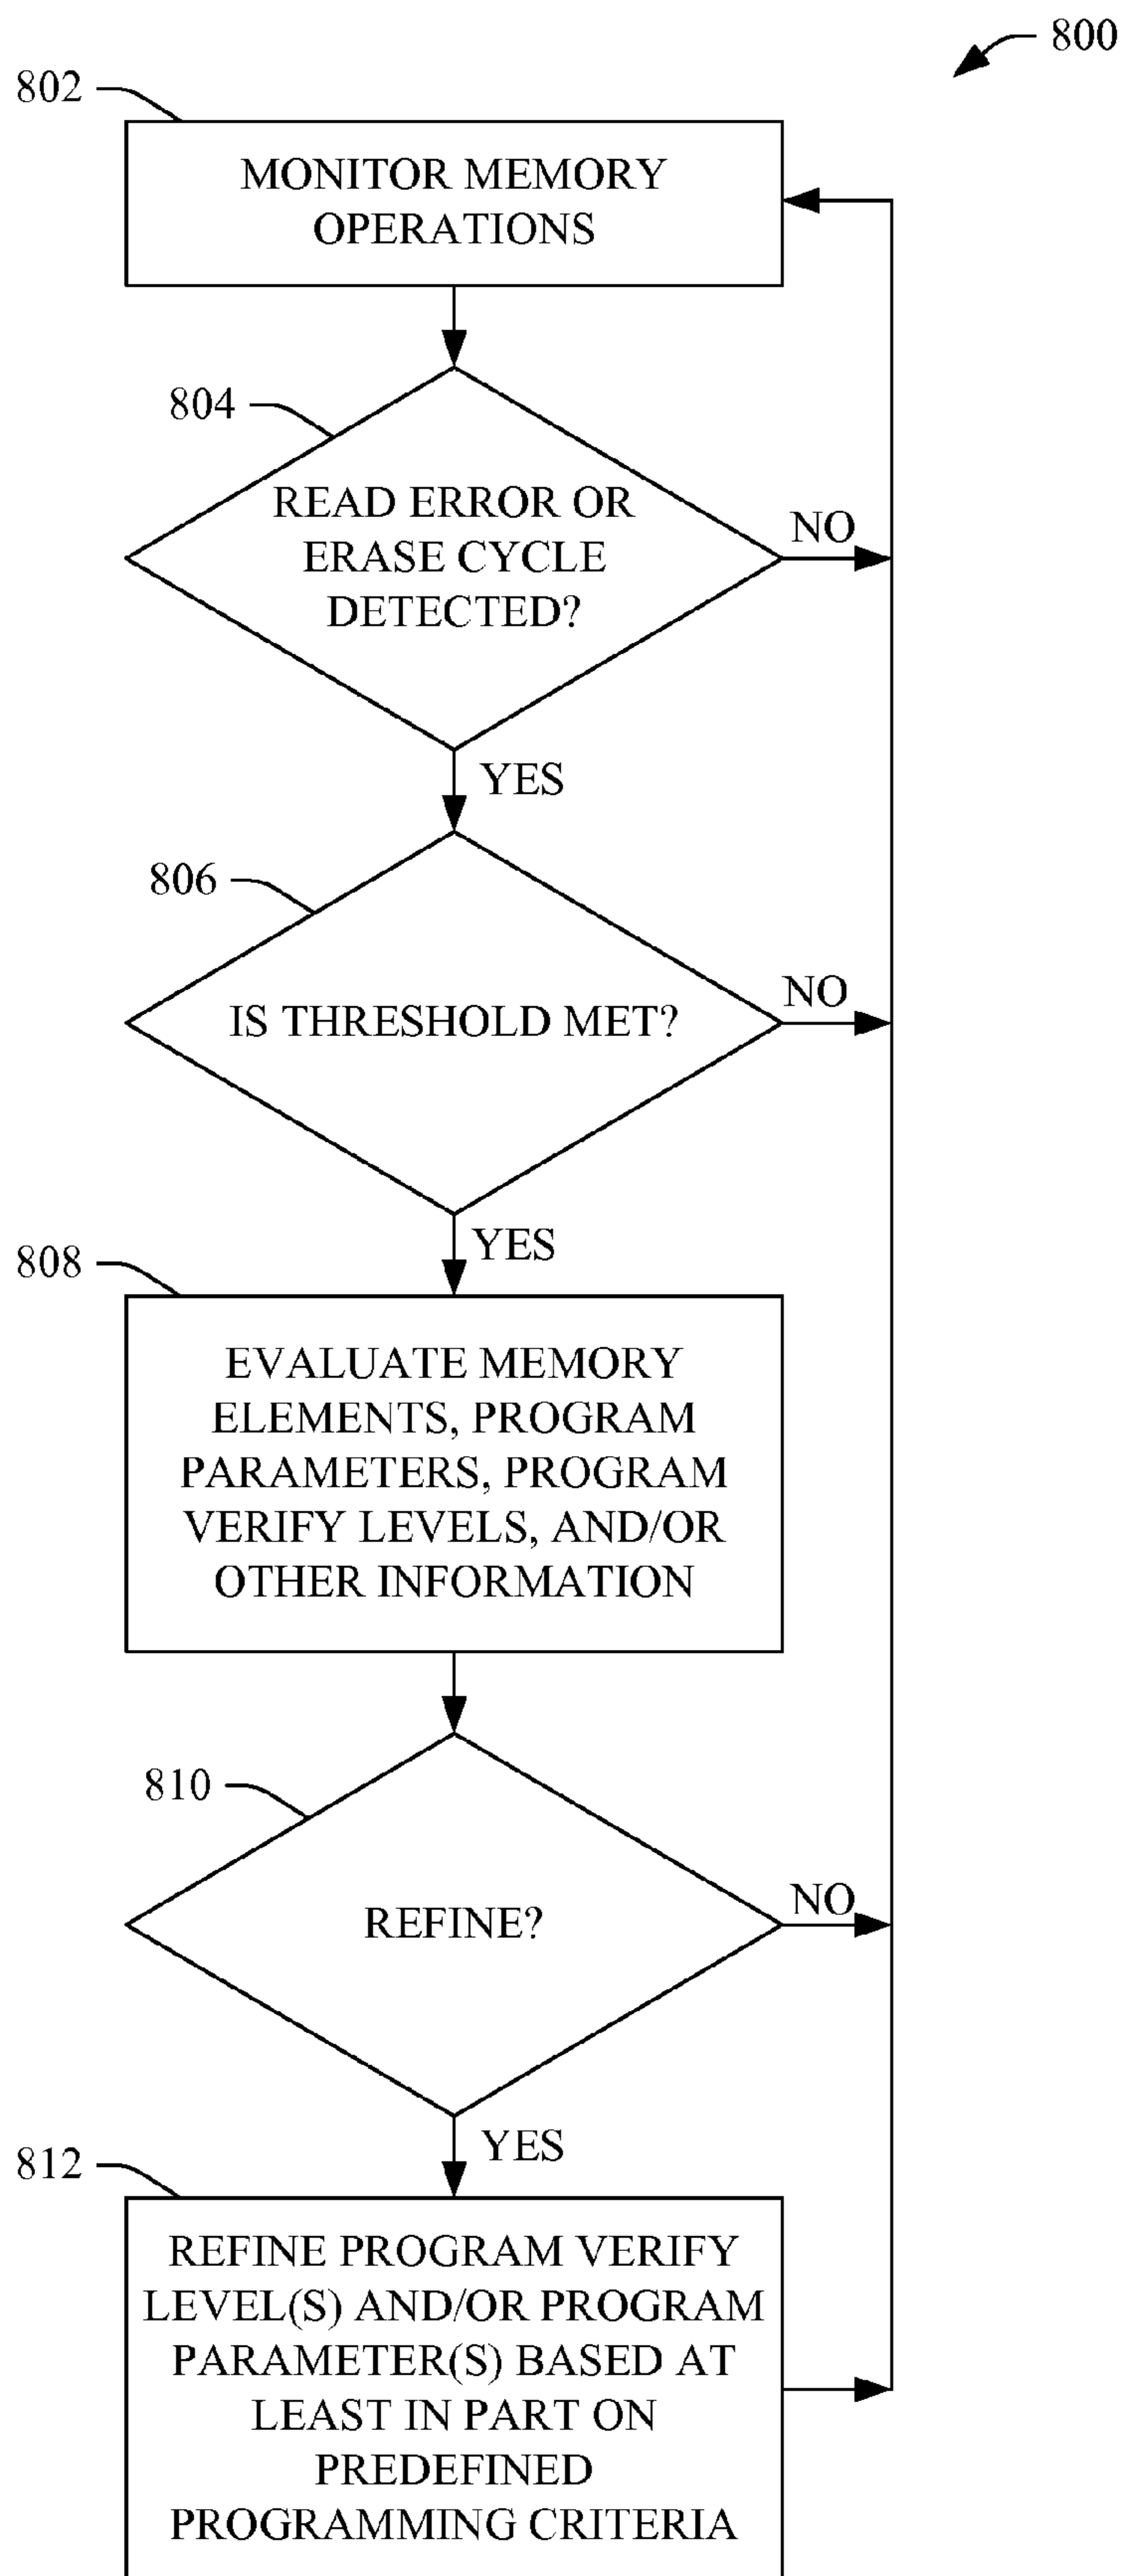 800
802
MONITOR MEMORY
OPERATIONS
804
READ ERROR OR
ERASE CYCLE
DETECTED?
NO
YES
806
IS THRESHOLD MET?
NO
YES
808
EVALUATE MEMORY
ELEMENTS, PROGRAM
PARAMETERS, PROGRAM
VERIFY LEVELS, AND/OR
OTHER INFORMATION
810
REFINE?
NO
YES
812
REFINE PROGRAM VERIFY
LEVEL(S) AND/OR PROGRAM
PARAMETER(S) BASED AT
LEAST IN PART ON
PREDEFINED
PROGRAMMING CRITERIA